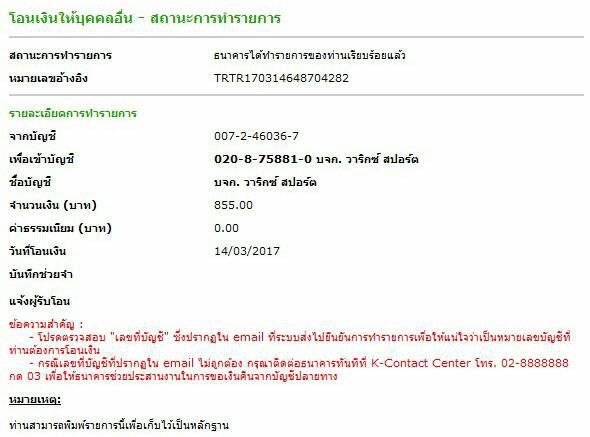 โอนเงินให้บุคคลอื่น - สถานะการทำรายการ
สถานะการทำรายการ ธนาคารได้ทำรายการของท่านเรียบร้อยแล้ว
หมายเลขอ้างอิง TRTR170314648704282
รายละเอียดการทำรายการ
จากบัญชี 007-2-46036-7
เพื่อเข้าบัญชี 020-8-75881-0 บจก. วาริกซ์ สปอร์ต
ชื่อบัญชี บจก. วาริกซ์ สปอร์ต
จำนวนเงิน (บาท) 855.00
ค่าธรรมเนียม (บาท) 0.00
วันที่โอนเงิน 14/03/2017
บันทึกช่วยจำ
แจ้งผู้รับโอน
ข้อความสำคัญ :
- โปรดตรวจสอบ "เลขที่บัญชี" ซึ่งปรากฏใน email ที่ระบบส่งไปยืนยันการทำรายการเพื่อให้แน่ใจว่าเป็นหมายเลขบัญชีที่
ท่านต้องการโอนเงิน
- กรณีเลขที่บัญชีที่ปรากฏใน email ไม่ถูกต้อง กรุณาติดต่อธนาคารทันทีที่ K-Contact Center โทร. 02-8888888
กด 03 เพื่อให้ธนาคารช่วยประสานงานในการขอเงินคืนจากบัญชีปลายทาง
หมายเหตุ:
ท่านสามารถพิมพ์รายการนี้เพื่อเก็บไว้เป็นหลักฐาน